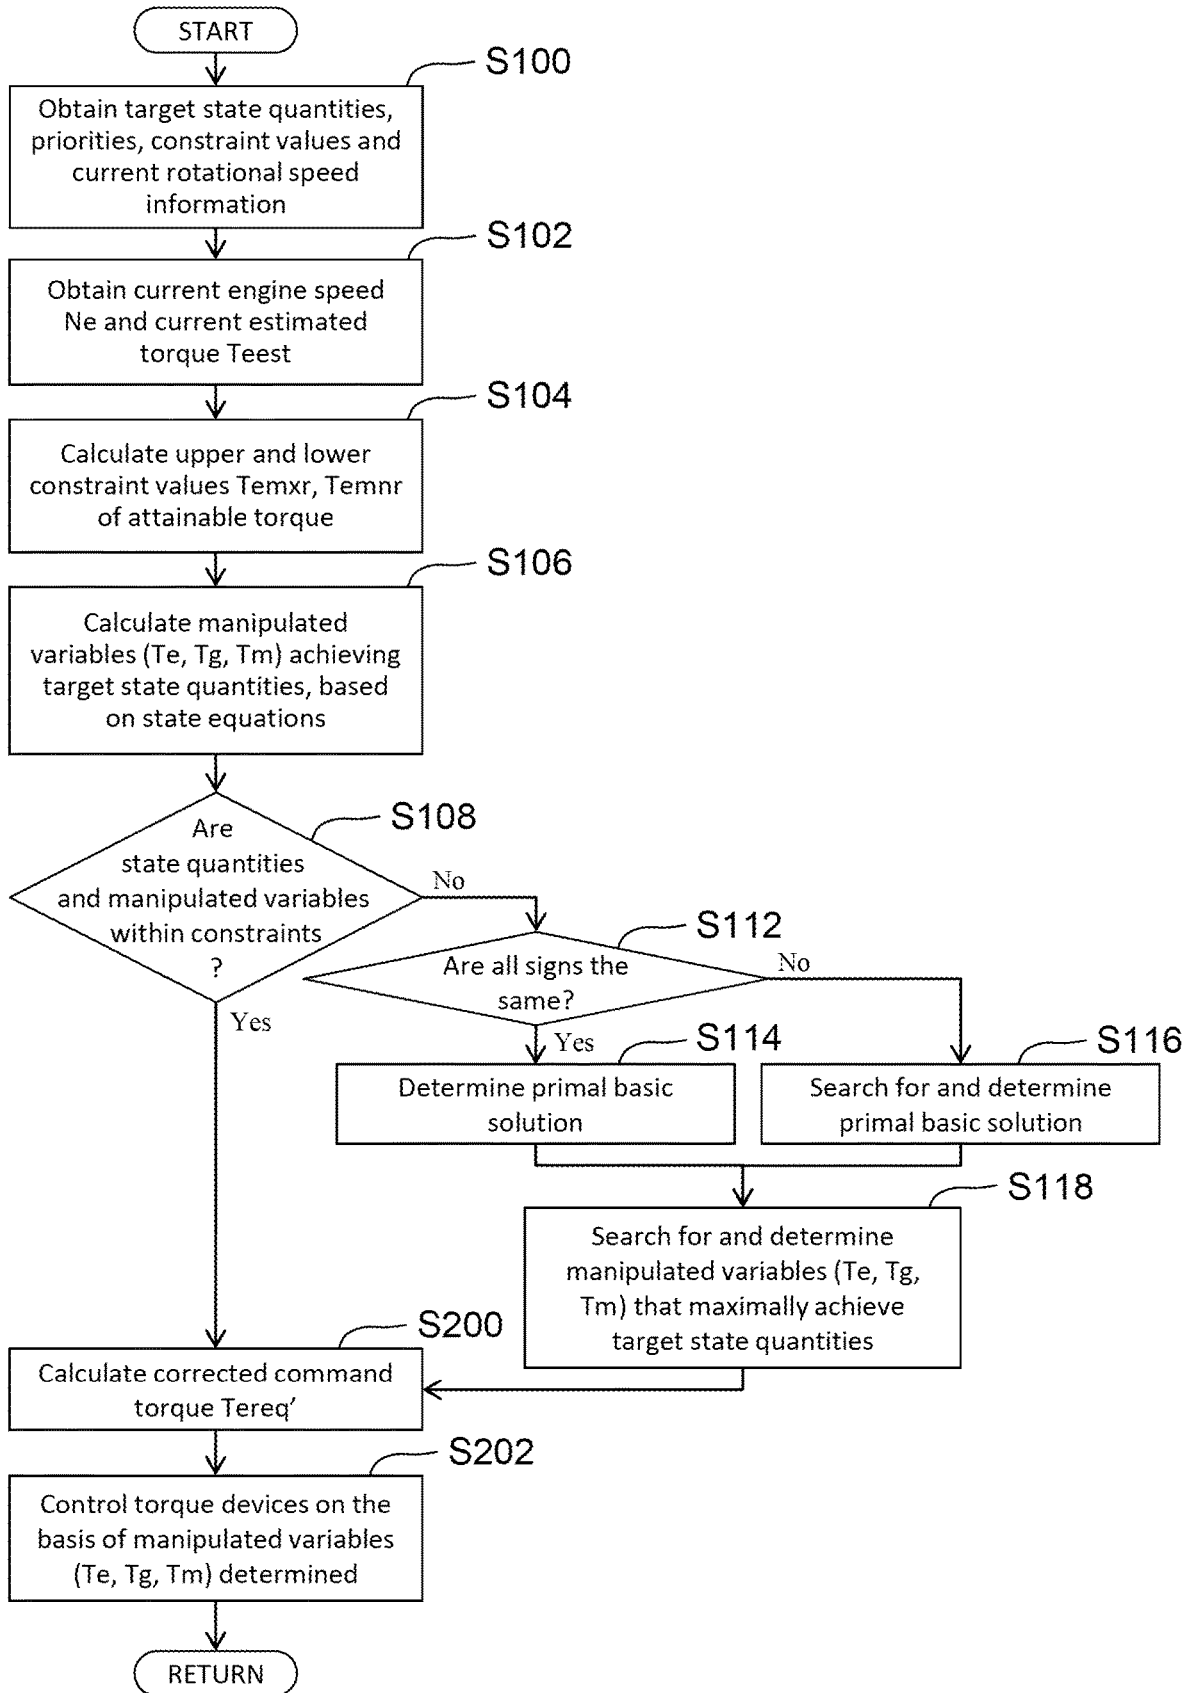 START
S100
Obtain target state quantities,
priorities, constraint values and
current rotational speed
information
S102
Obtain current engine speed
Ne and current estimated
torque Teest
S104
Calculate upper and lower
constraint values Temxr, Temnr
of attainable torque
S106
Calculate manipulated
variables (Te, Tg, Tm) achieving
target state quantities, based
on state equations
S108
Are
state quantities
and manipulated variables
within constraints
?
No
Yes
S112
Are all signs the
same?
No
Yes
S114
Determine primal basic
solution
S116
Search for and determine
primal basic solution
S118
Search for and determine
manipulated variables (Te, Tg,
Tm) that maximally achieve
target state quantities
S200
Calculate corrected command
torque Tereq’
S202
Control torque devices on the
basis of manipulated variables
(Te, Tg, Tm) determined
RETURN